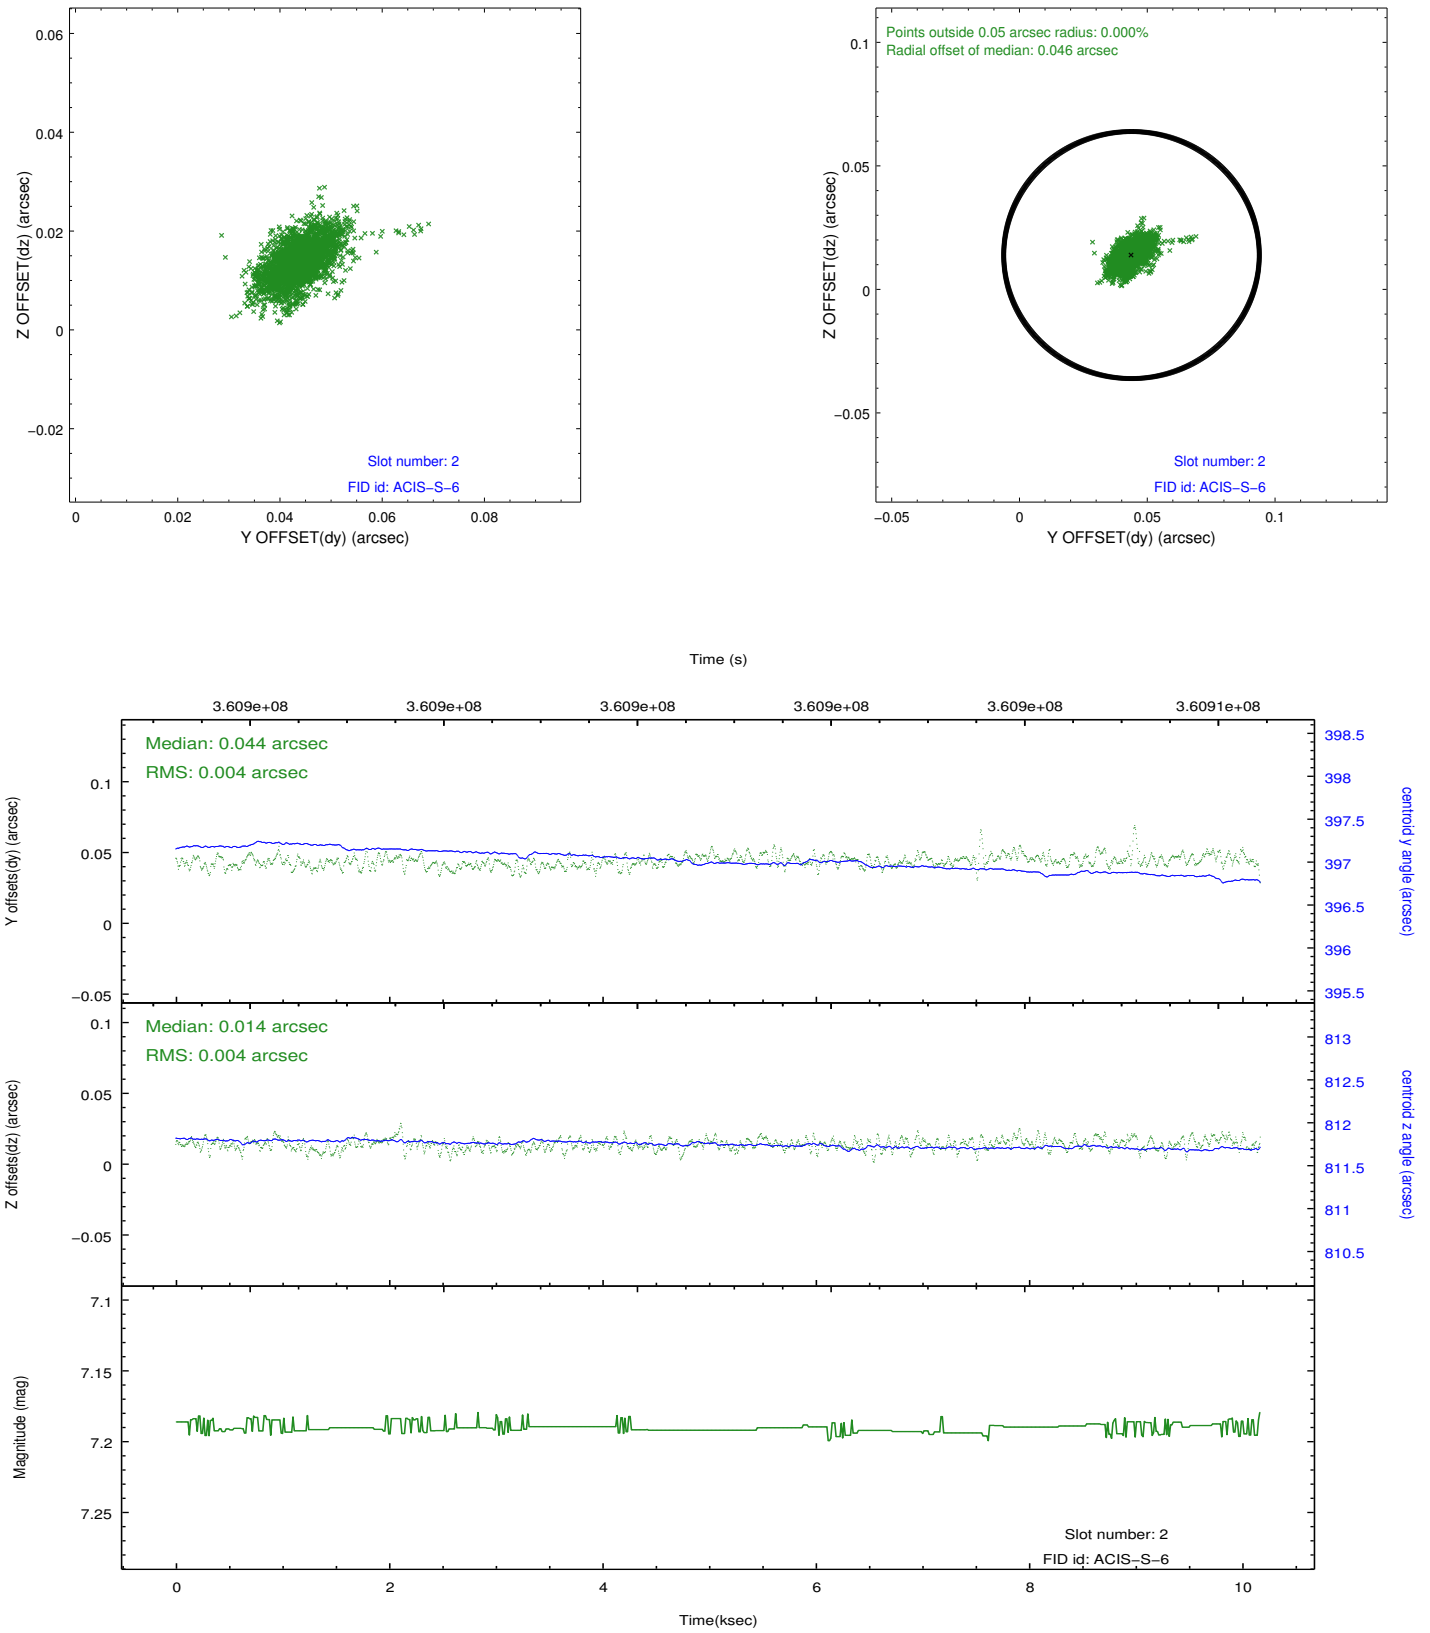 0.06
0.04
0.02
0
−0.02
Z OFFSET(dz) (arcsec)
Slot number: 2
FID id: ACIS−S−6
0 0.02 0.04 0.06 0.08
Y OFFSET(dy) (arcsec)
Points outside 0.05 arcsec radius: 0.000%
Radial offset of median: 0.046 arcsec
0.1
0.05
0
−0.05
Z OFFSET(dz) (arcsec)
Slot number: 2
FID id: ACIS−S−6
−0.05 0 0.05 0.1
Y OFFSET(dy) (arcsec)
Time (s)
3.609e+08 3.609e+08 3.609e+08 3.609e+08 3.609e+08 3.6091e+08
Median: 0.044 arcsec
RMS: 0.004 arcsec
0.1
0.05
0
−0.05
Y offsets(dy) (arcsec)
398.5
398
397.5
397
396.5
396
395.5
centroid y angle (arcsec)
Median: 0.014 arcsec
RMS: 0.004 arcsec
0.1
0.05
0
−0.05
Z offsets(dz) (arcsec)
813
812.5
812
811.5
811
810.5
centroid z angle (arcsec)
7.1
7.15
7.2
7.25
Magnitude (mag)
Slot number: 2
FID id: ACIS−S−6
0 2 4 6 8 10
Time(ksec)